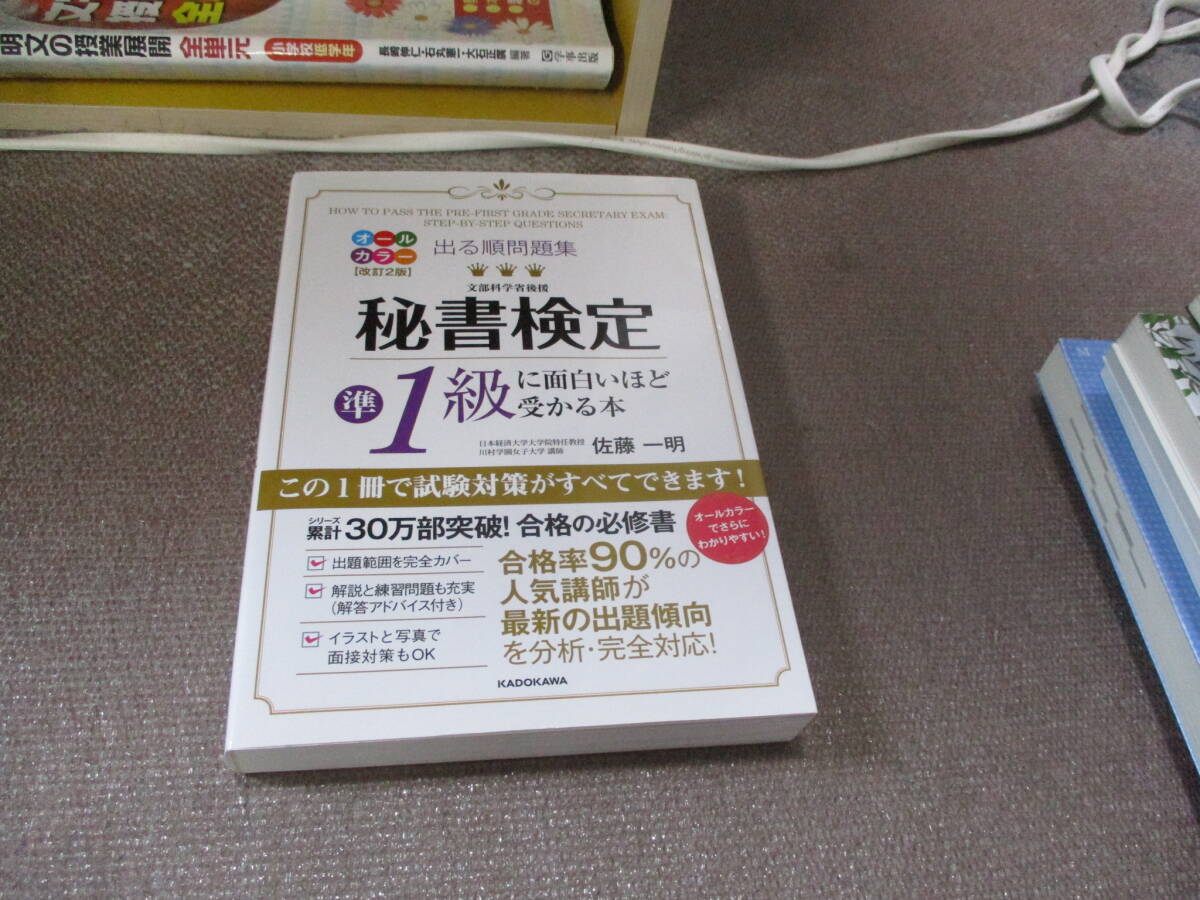 明文の授業展開 全単元 小学校低学年
学事出版
HOW TO PASS THE PRE-FIRST GRADE SECRETARY EXAM:
STEP-BY-STEP QUESTIONS
オール
カラー
【改訂2版】
出る順問題集
文部科学省後援
秘書検定
準1級に面白いほど
受かる本
日本経済大学大学院特任教授
川村学園女子大学 講師
佐藤 一明
この1冊で試験対策がすべてできます!
シリーズ
累計30万部突破!合格の必修書
オールカラー
でさらに
わかりやすい!
出題範囲を完全カバー
解説と練習問題も充実
(解答アドバイス付き)
イラストと写真で
面接対策もOK
合格率90%の
人気講師が
最新の出題傾向
を分析・完全対応!
KADOKAWA